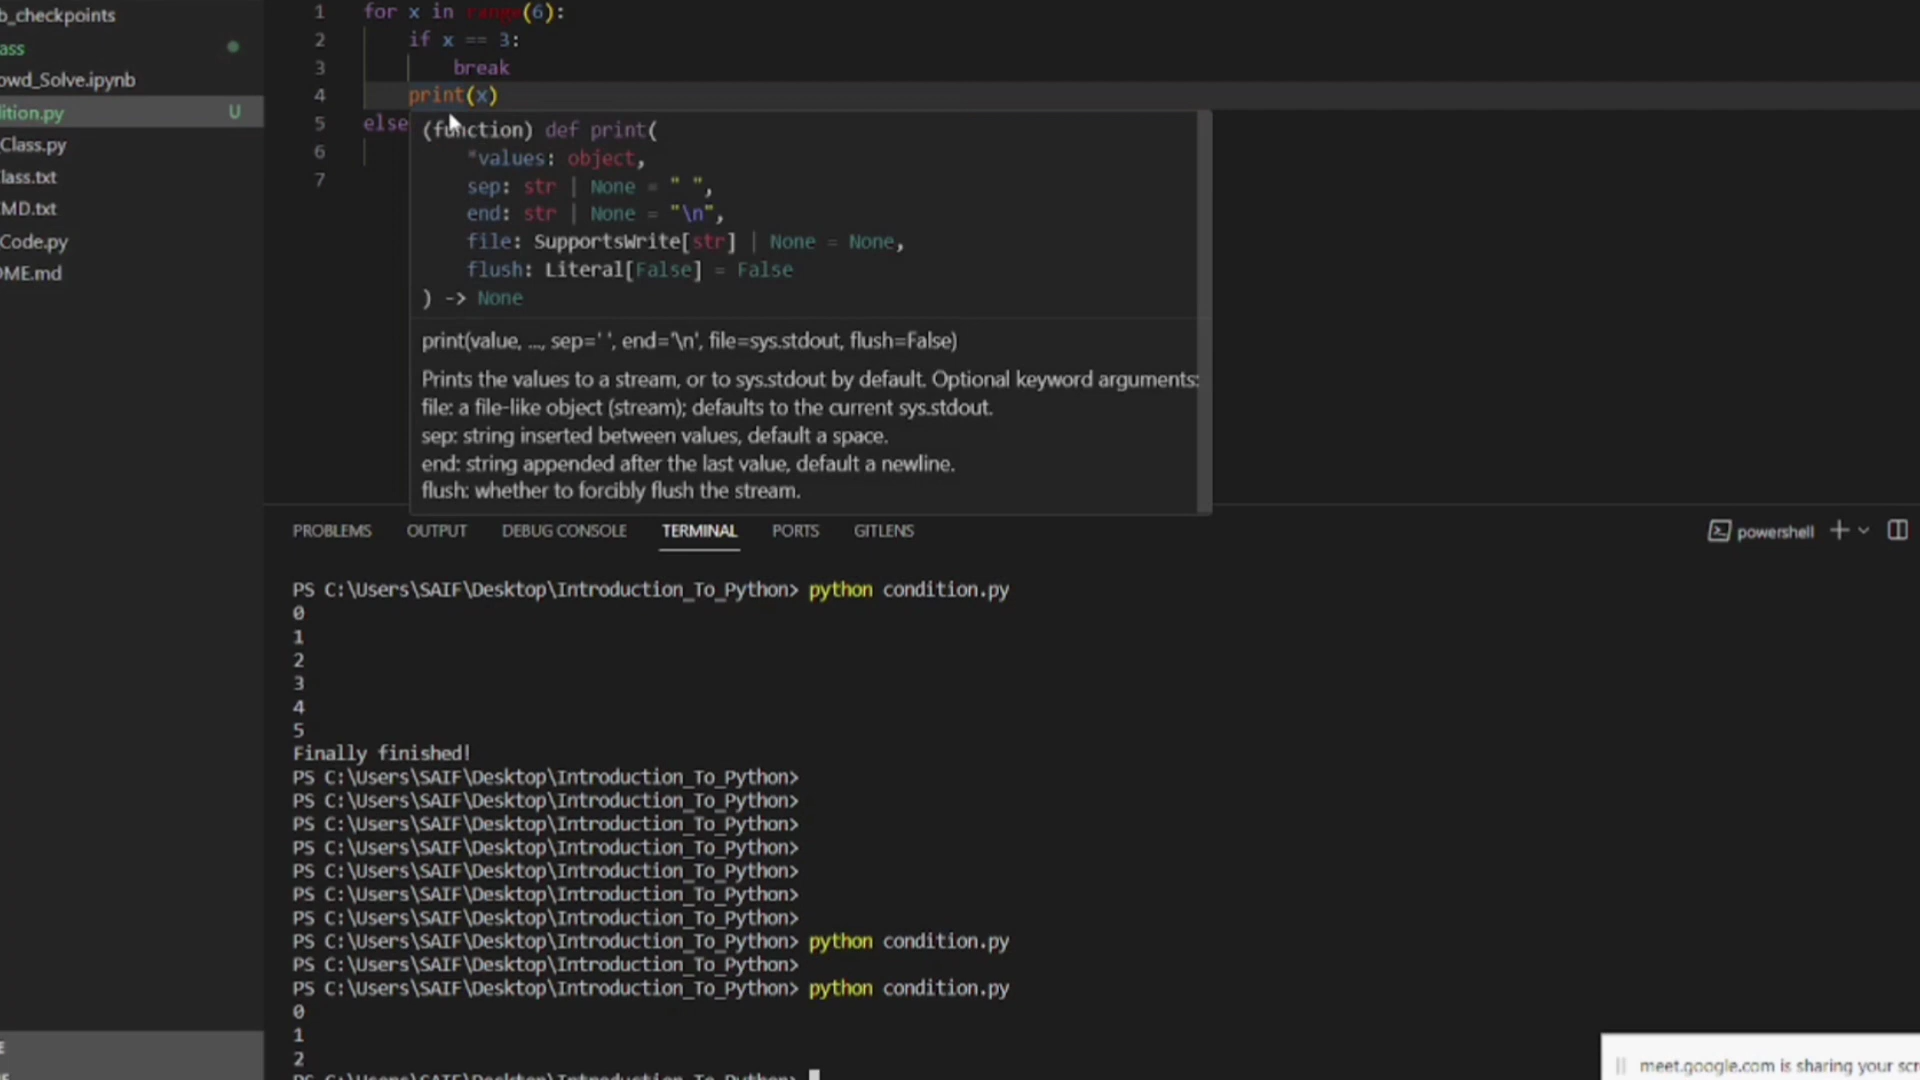 b_checkpoints
ass
owd_Solve.ipynb
dition.py U
Class.py
lass.txt
MD.txt
Code.py
OME.md
1 for x in range(6):
2 if x == 3:
3 break
4 print(x)
5 else
6
7
(function) def print(
*values: object,
sep: str | None = " ",
end: str | None = "\n",
file: SupportsWrite[str] | None = None,
flush: Literal[False] = False
) -> None
print(value, ..., sep=' ', end='\n', file=sys.stdout, flush=False)
Prints the values to a stream, or to sys.stdout by default. Optional keyword arguments:
file: a file-like object (stream); defaults to the current sys.stdout.
sep: string inserted between values, default a space.
end: string appended after the last value, default a newline.
flush: whether to forcibly flush the stream.
PROBLEMS OUTPUT DEBUG CONSOLE TERMINAL PORTS GITLENS powershell
PS C:\Users\SAIF\Desktop\Introduction_To_Python> python condition.py
0
1
2
3
4
5
Finally finished!
PS C:\Users\SAIF\Desktop\Introduction_To_Python>
PS C:\Users\SAIF\Desktop\Introduction_To_Python>
PS C:\Users\SAIF\Desktop\Introduction_To_Python>
PS C:\Users\SAIF\Desktop\Introduction_To_Python>
PS C:\Users\SAIF\Desktop\Introduction_To_Python>
PS C:\Users\SAIF\Desktop\Introduction_To_Python>
PS C:\Users\SAIF\Desktop\Introduction_To_Python>
PS C:\Users\SAIF\Desktop\Introduction_To_Python> python condition.py
PS C:\Users\SAIF\Desktop\Introduction_To_Python>
PS C:\Users\SAIF\Desktop\Introduction_To_Python> python condition.py
0
1
2
PS C:\Users\SAIF\Desktop\Introduction_To_Python>
meet.google.com is sharing your scr